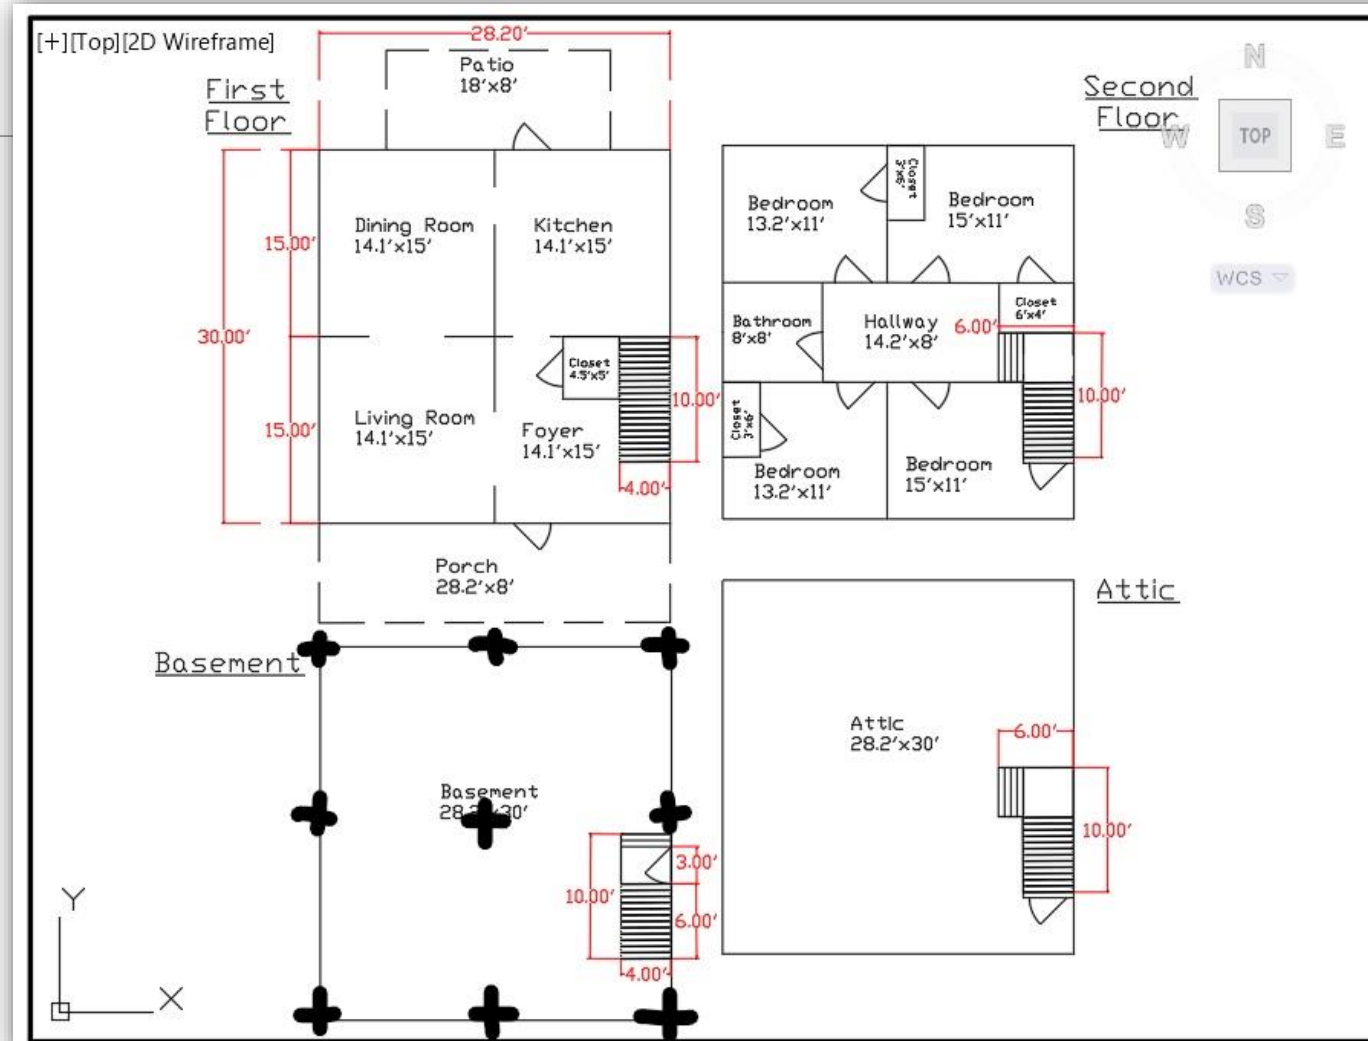 [+][Top][2D Wireframe]
28.20'
Patio
18'x8'
First
Floor
Dining Room
14.1'x15'
Kitchen
14.1'x15'
15.00'
30.00'
Closet
4.5'x5'
10.00'
Living Room
14.1'x15'
Foyer
14.1'x15'
15.00'
4.00'
Porch
28.2'x8'
Second
Floor
N
W
TOP
E
S
WCS
Closet
3'x6'
Bedroom
13.2'x11'
Bedroom
15'x11'
Bathroom
8'x8'
Hallway
14.2'x8'
Closet
6'x4'
6.00'
10.00'
Closet
3'x6'
Bedroom
13.2'x11'
Bedroom
15'x11'
Basement
Basement
10.00'
3.00'
6.00'
4.00'
Attic
Attic
28.2'x30'
6.00'
10.00'
Y
X